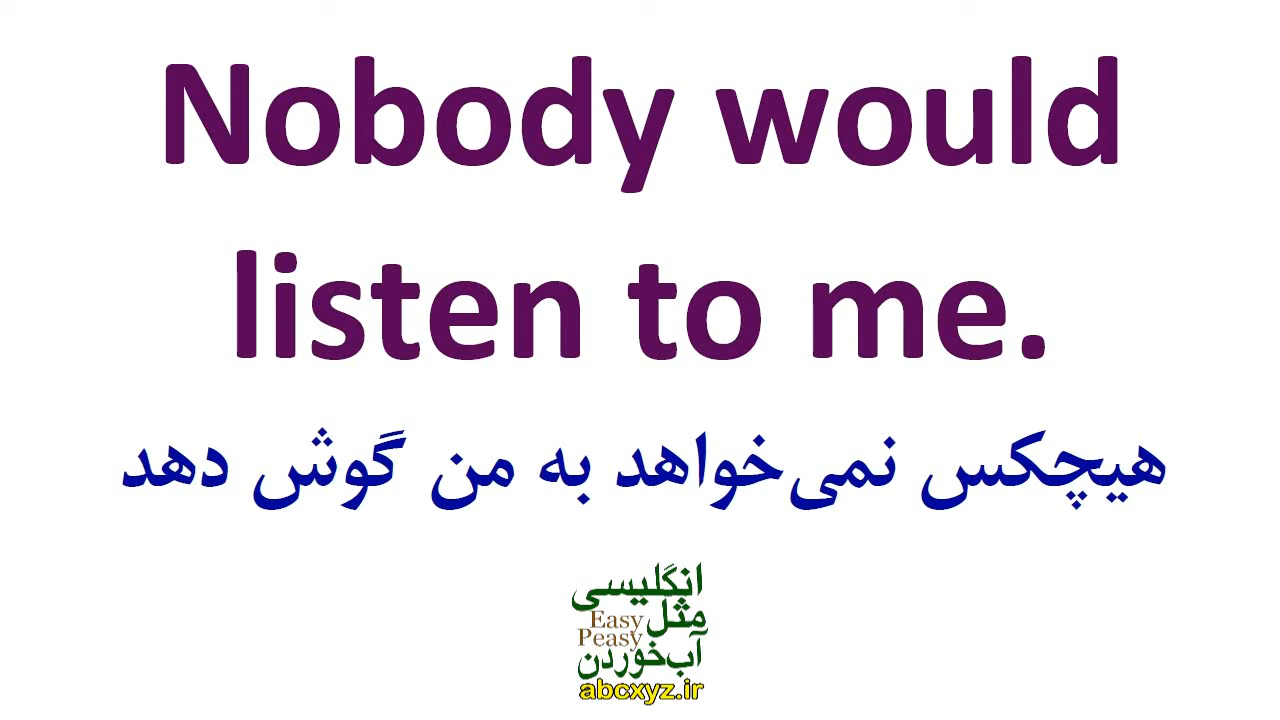 Nobody would
listen to me.
هیچکس نمی‌خواهد به من گوش دهد
انگلیسی
مثل
Easy
Peasy
آب‌خوردن
abcxyz.ir